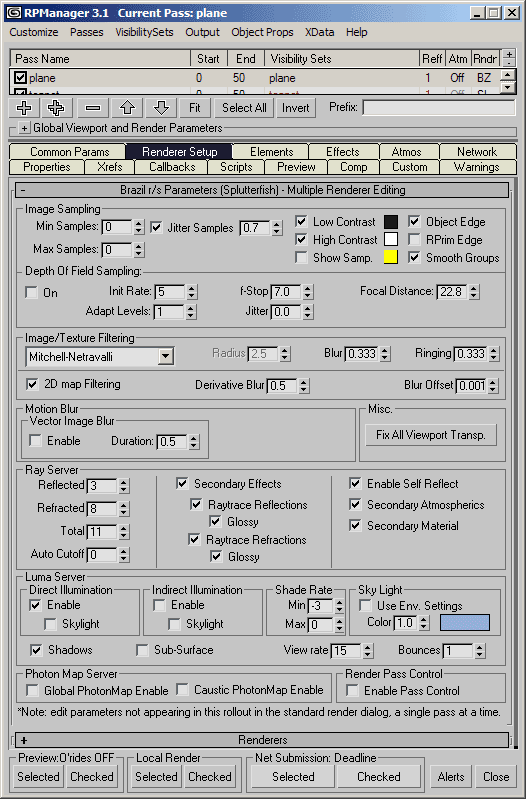 RPManager 3.1 Current Pass: plane
Customize Passes VisibilitySets Output Object Props XData Help
Pass Name Start End Visibility Sets Reff Atm Rndr
plane 0 50 plane 1 Off BZ
Fit Select All Invert Prefix:
+ Global Viewport and Render Parameters
Common Params Renderer Setup Elements Effects Atmos Network
Properties Xrefs Callbacks Scripts Preview Comp Custom Warnings
- Brazil r/s Parameters (Splutterfish) - Multiple Renderer Editing
Image Sampling
Min Samples: 0 Jitter Samples 0.7 Low Contrast Object Edge
High Contrast RPrim Edge
Max Samples: 0 Show Samp. Smooth Groups
Depth Of Field Sampling:
On Init Rate: 5 f-Stop 7.0 Focal Distance: 22.8
Adapt Levels: 1 Jitter 0.0
Image/Texture Filtering
Mitchell-Netravalli Radius 2.5 Blur 0.333 Ringing 0.333
2D map Filtering Derivative Blur 0.5 Blur Offset 0.001
Motion Blur Misc.
Vector Image Blur
Enable Duration: 0.5 Fix All Viewport Transp.
Ray Server
Reflected 3 Secondary Effects Enable Self Reflect
Refracted 8 Raytrace Reflections Secondary Atmospherics
Glossy
Total 11 Raytrace Refractions Secondary Material
Auto Cutoff 0 Glossy
Luma Server
Direct Illumination Indirect Illumination Shade Rate Sky Light
Enable Enable Min -3 Use Env. Settings
Skylight Skylight Max 0 Color 1.0
Shadows Sub-Surface View rate 15 Bounces 1
Photon Map Server Render Pass Control
Global PhotonMap Enable Caustic PhotonMap Enable Enable Pass Control
*Note: edit parameters not appearing in this rollout in the standard render dialog, a single pass at a time.
+ Renderers
Preview:O'rides OFF Local Render Net Submission: Deadline
Selected Checked Selected Checked Selected Checked Alerts Close